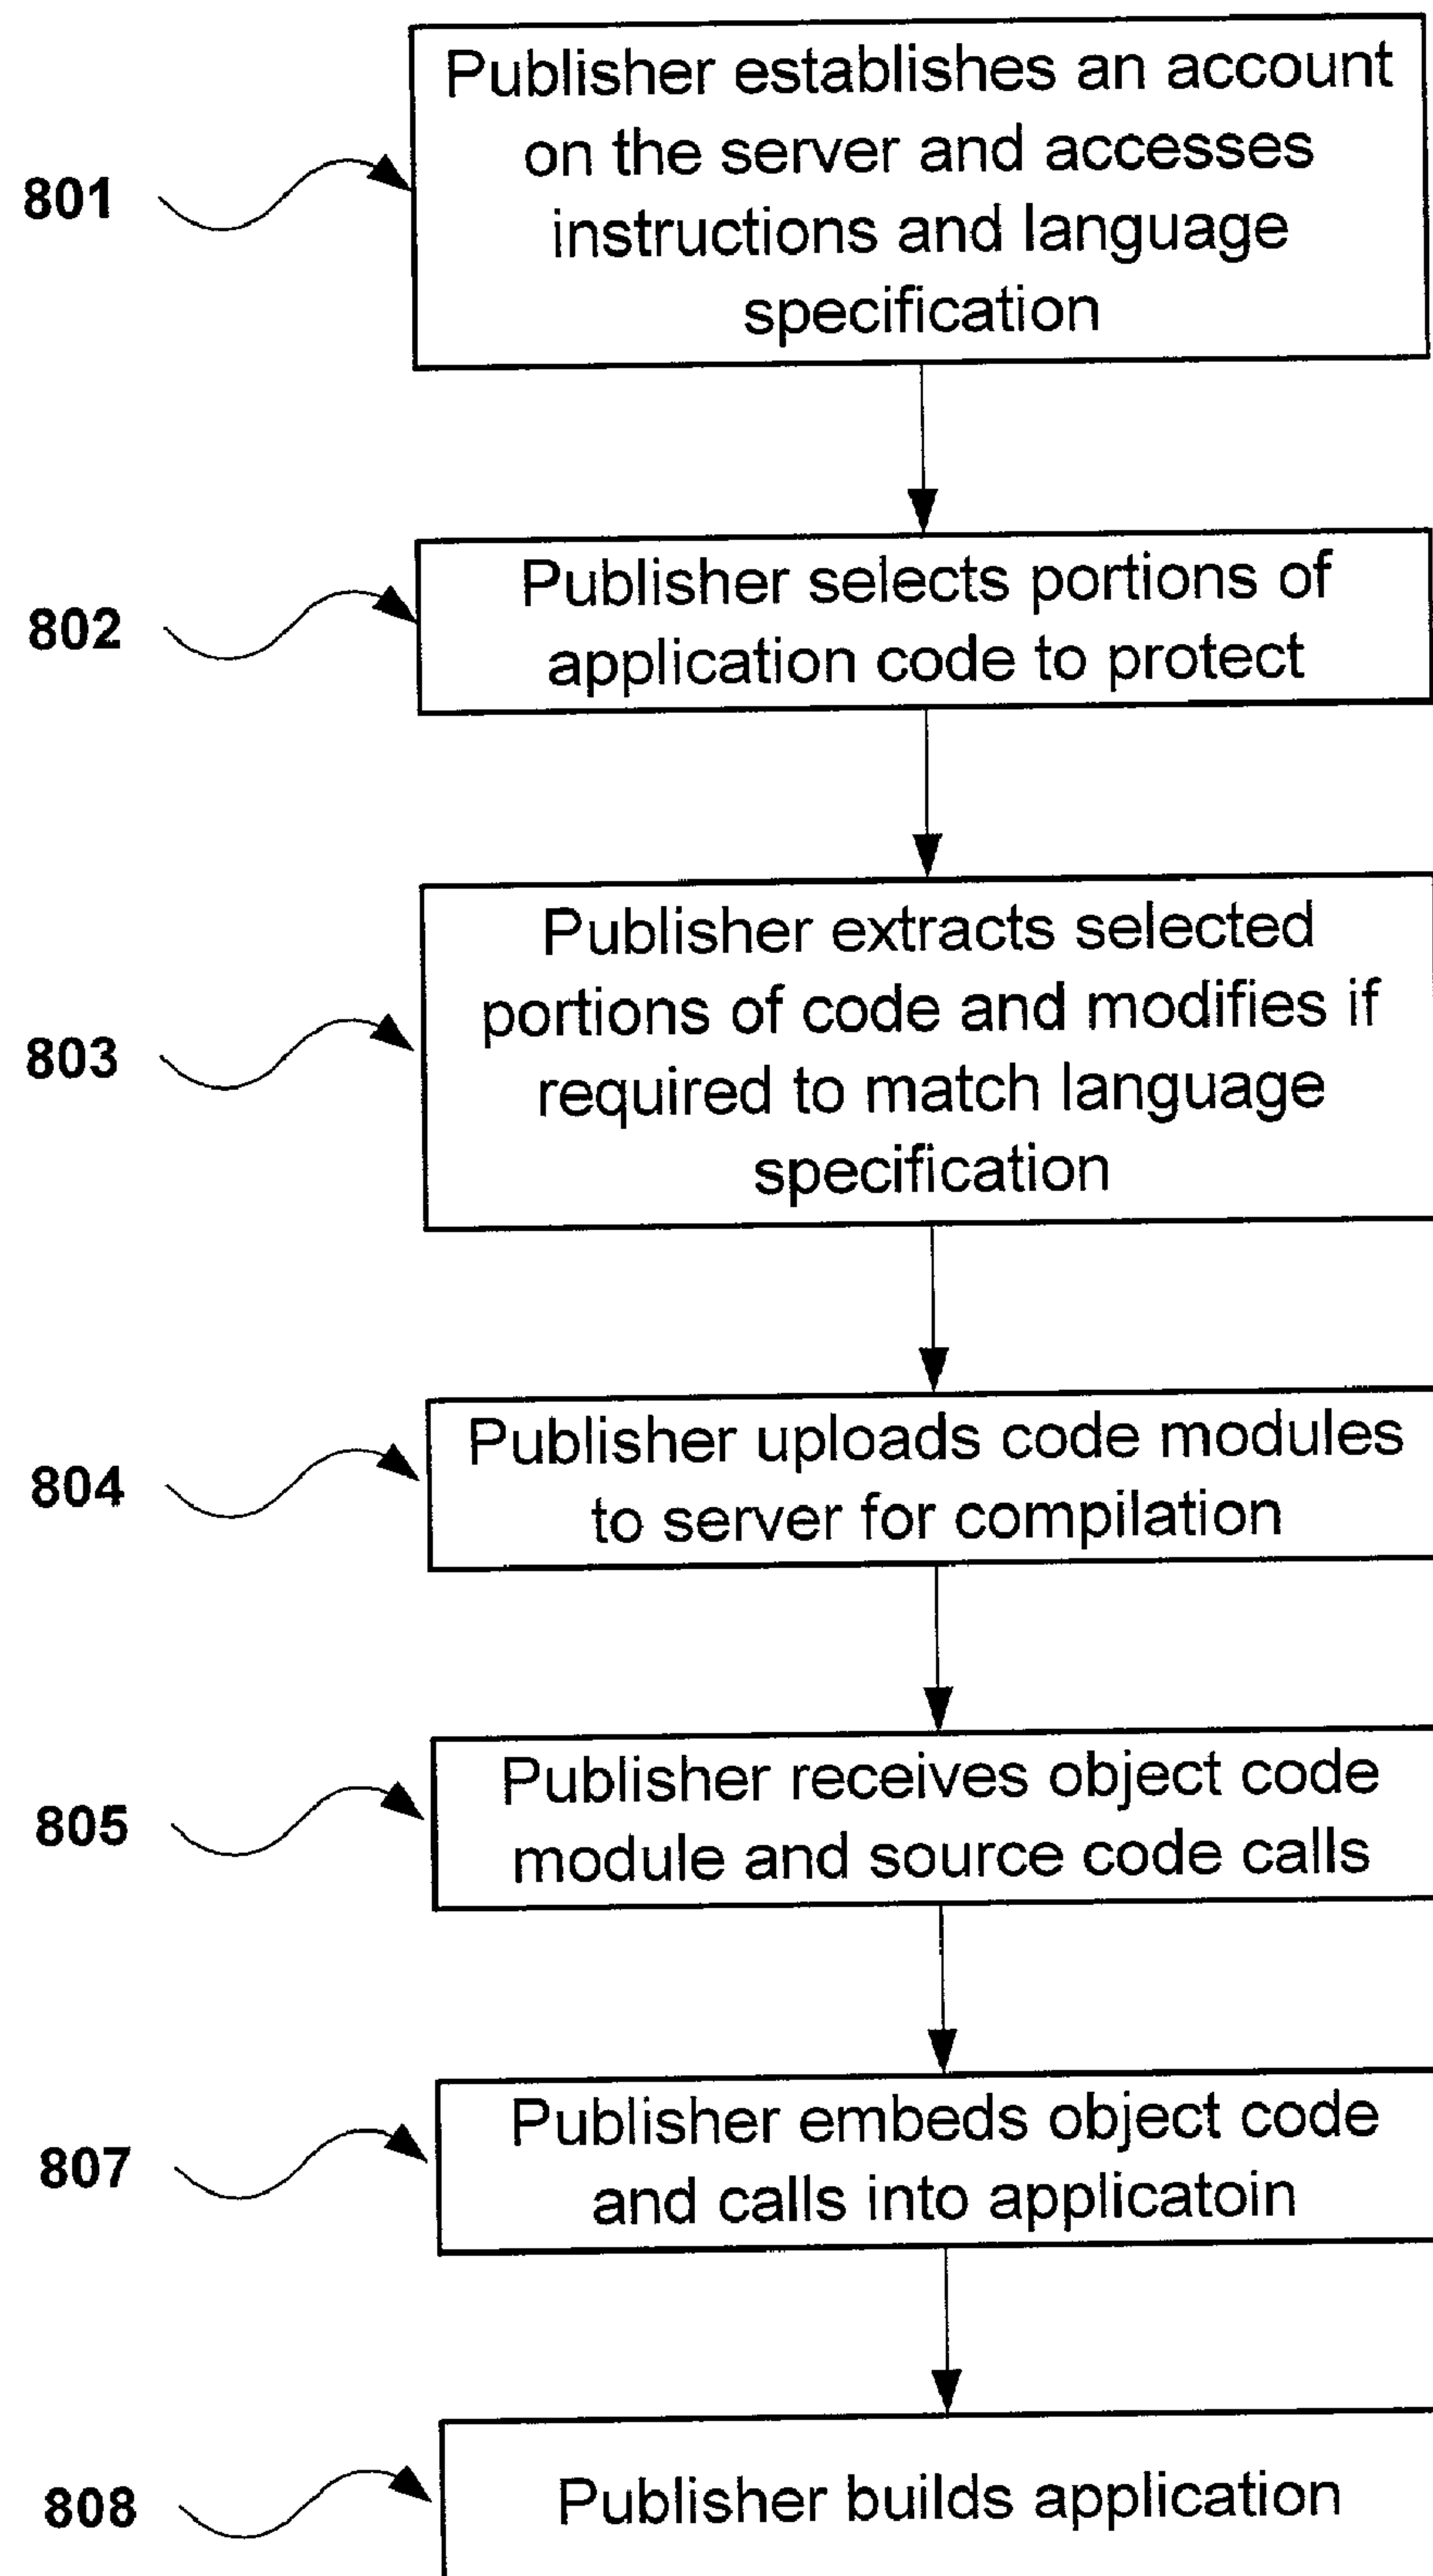 Publisher establishes an account
on the server and accesses
instructions and language
specification
801
Publisher selects portions of
application code to protect
802
Publisher extracts selected
portions of code and modifies if
required to match language
specification
803
Publisher uploads code modules
to server for compilation
804
Publisher receives object code
module and source code calls
805
Publisher embeds object code
and calls into applicatoin
807
Publisher builds application
808